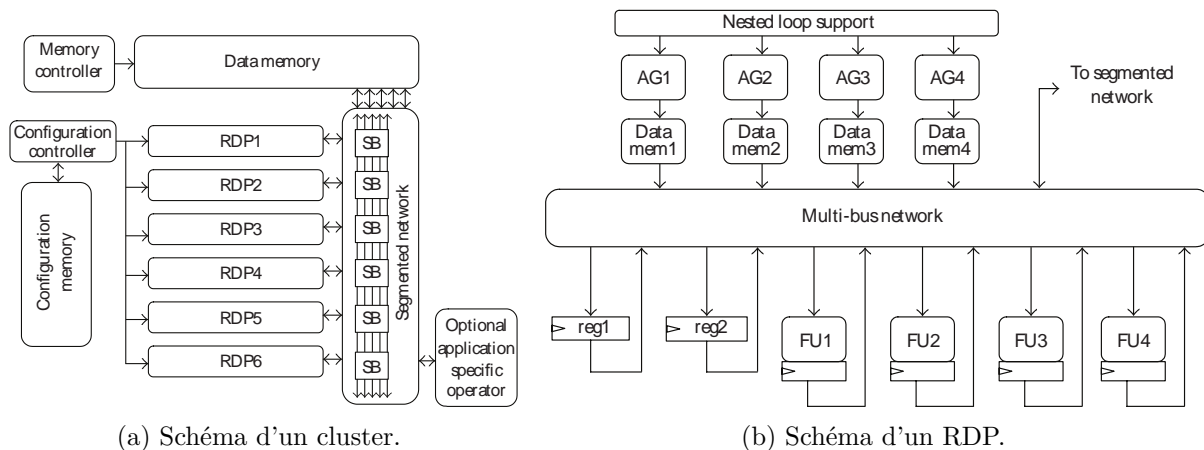 Memory
controller
Data memory
Configuration
controller
Configuration
memory
RDP1
RDP2
RDP3
RDP4
RDP5
RDP6
SB
SB
SB
SB
SB
SB
Segmented network
Optional
application
specific
operator
(a) Schéma d'un cluster.
Nested loop support
AG1
AG2
AG3
AG4
Data
mem1
Data
mem2
Data
mem3
Data
mem4
To segmented
network
Multi-bus network
reg1
reg2
FU1
FU2
FU3
FU4
(b) Schéma d'un RDP.